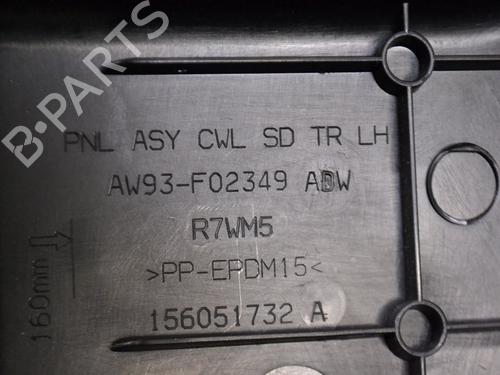 B-PARTS
PNL ASY CWL SD TR LH
AW93-F02349 ADW
R7WM5
>PP-EPDM15<
156051732 A
160mm